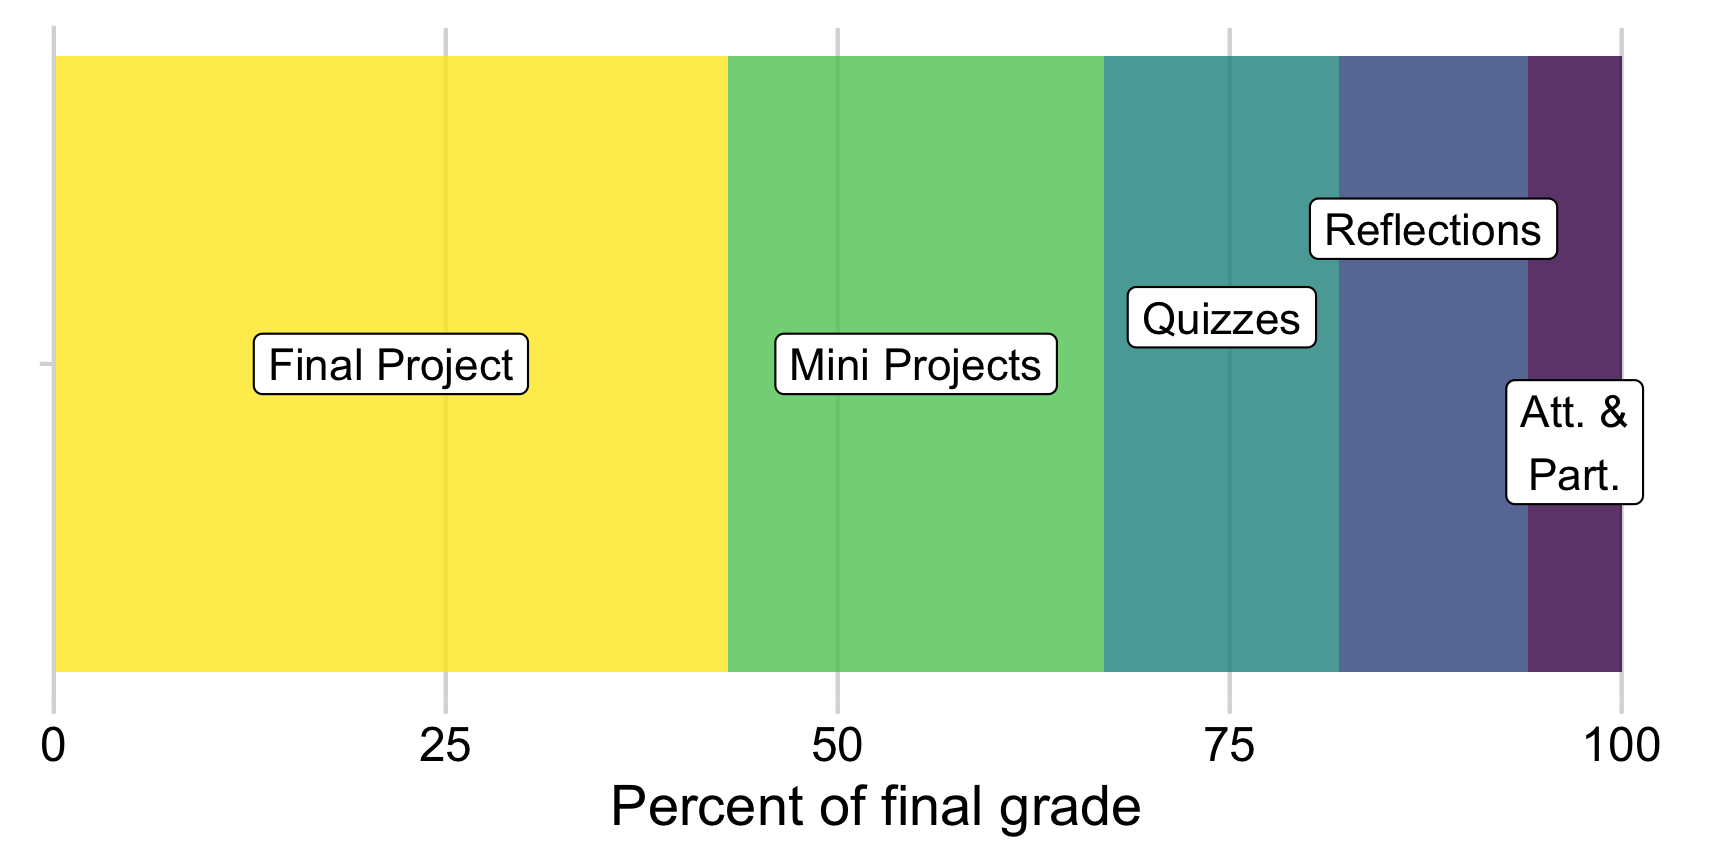 Reflections
Quizzes
Final Project
Mini Projects
Att. &
Part.
0
25
50
75
100
Percent of final grade